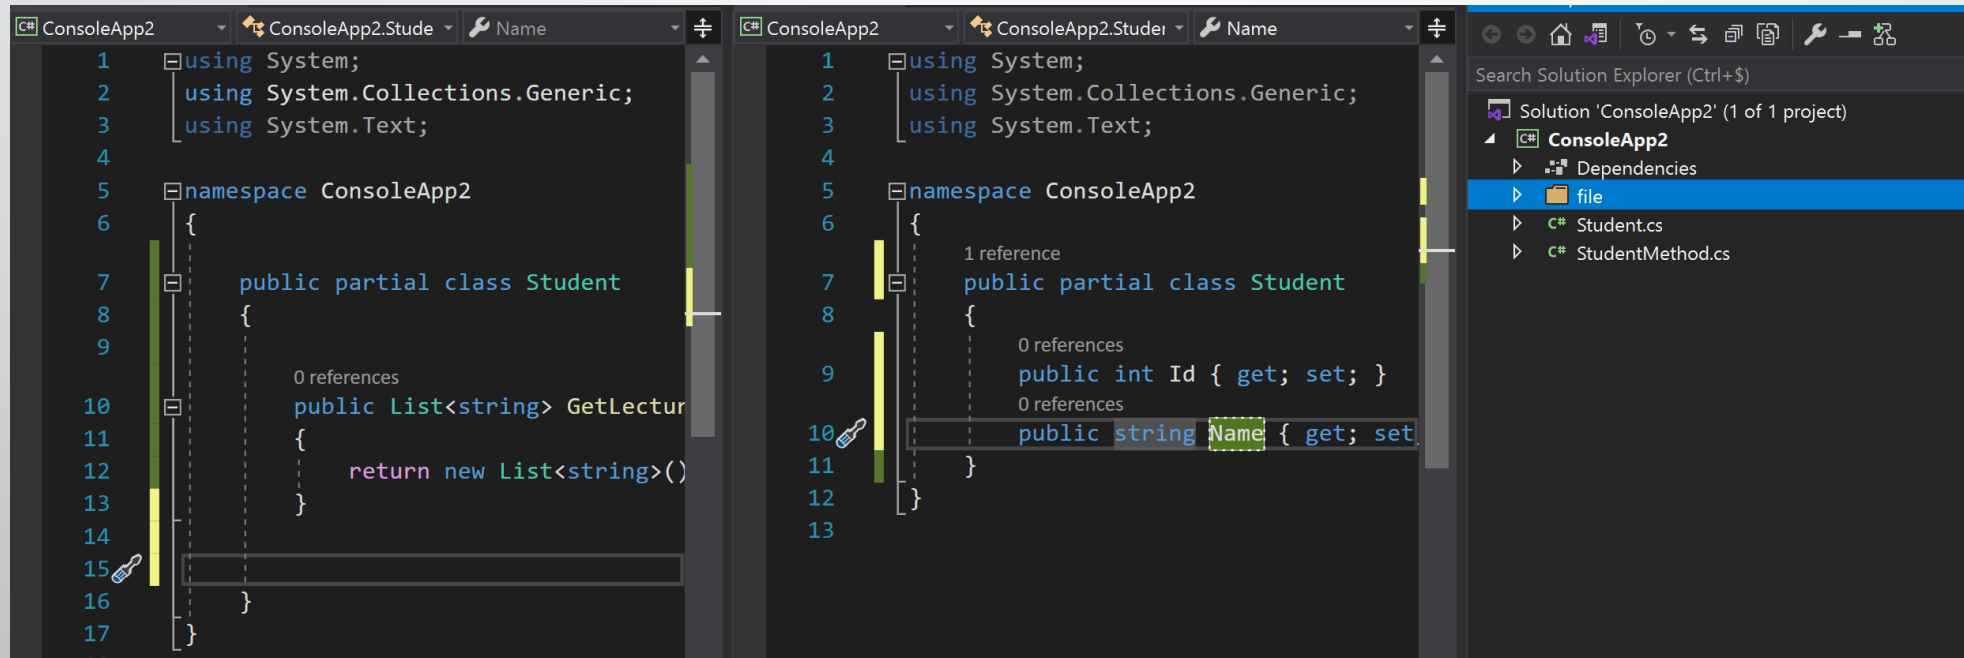 ConsoleApp2
ConsoleApp2.Stude
Name
1 using System;
2 using System.Collections.Generic;
3 using System.Text;
4
5 namespace ConsoleApp2
6 {
7 public partial class Student
8 {
9
0 references
10 public List<string> GetLectur
11 {
12 return new List<string>()
13 }
14
15
16 }
17 }
ConsoleApp2
ConsoleApp2.Studer
Name
1 using System;
2 using System.Collections.Generic;
3 using System.Text;
4
5 namespace ConsoleApp2
6 {
1 reference
7 public partial class Student
8 {
0 references
9 public int Id { get; set; }
0 references
10 public string Name { get; set
11 }
12 }
13
Search Solution Explorer (Ctrl+$)
Solution 'ConsoleApp2' (1 of 1 project)
C# ConsoleApp2
Dependencies
file
C# Student.cs
C# StudentMethod.cs